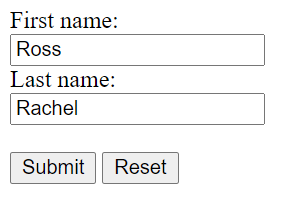 First name:
Ross
Last name:
Rachel
Submit Reset